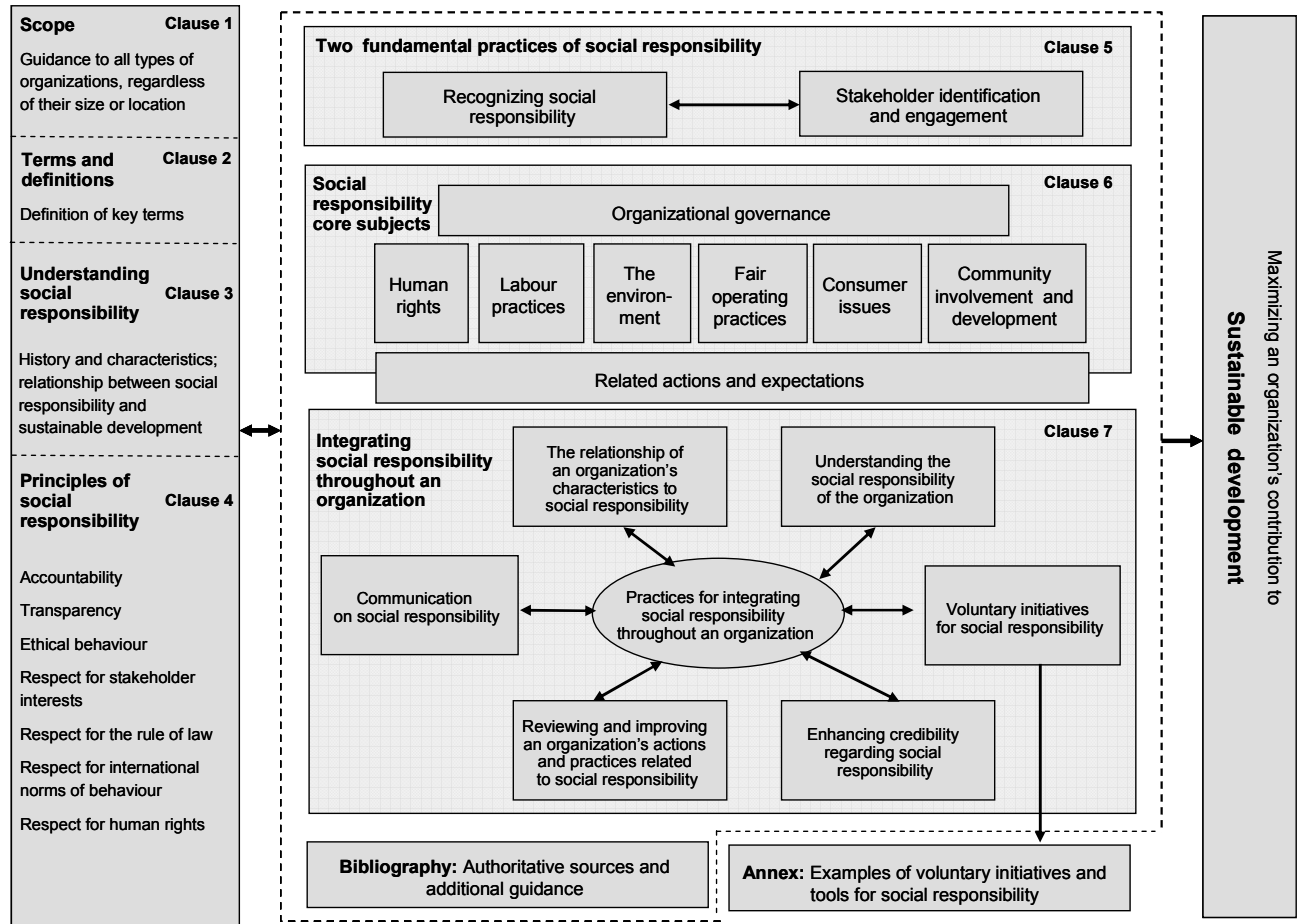 Scope Clause 1
Guidance to all types of
organizations, regardless
of their size or location
Terms and Clause 2
definitions
Definition of key terms
Understanding
social Clause 3
responsibility
History and characteristics;
relationship between social
responsibility and
sustainable development
Principles of
social Clause 4
responsibility
Accountability
Transparency
Ethical behaviour
Respect for stakeholder
interests
Respect for the rule of law
Respect for international
norms of behaviour
Respect for human rights
Two fundamental practices of social responsibility Clause 5
Recognizing social
responsibility
Stakeholder identification
and engagement
Social Clause 6
responsibility
core subjects
Organizational governance
Human
rights
Labour
practices
The
environ-
ment
Fair
operating
practices
Consumer
issues
Community
involvement and
development
Related actions and expectations
Integrating Clause 7
social responsibility
throughout an
organization
The relationship of
an organization's
characteristics to
social responsibility
Understanding the
social responsibility
of the organization
Communication
on social responsibility
Practices for integrating
social responsibility
throughout an organization
Voluntary initiatives
for social responsibility
Reviewing and improving
an organization's actions
and practices related
to social responsibility
Enhancing credibility
regarding social
responsibility
Bibliography: Authoritative sources and
additional guidance
Annex: Examples of voluntary initiatives and
tools for social responsibility
Maximizing an organization's contribution to
Sustainable development